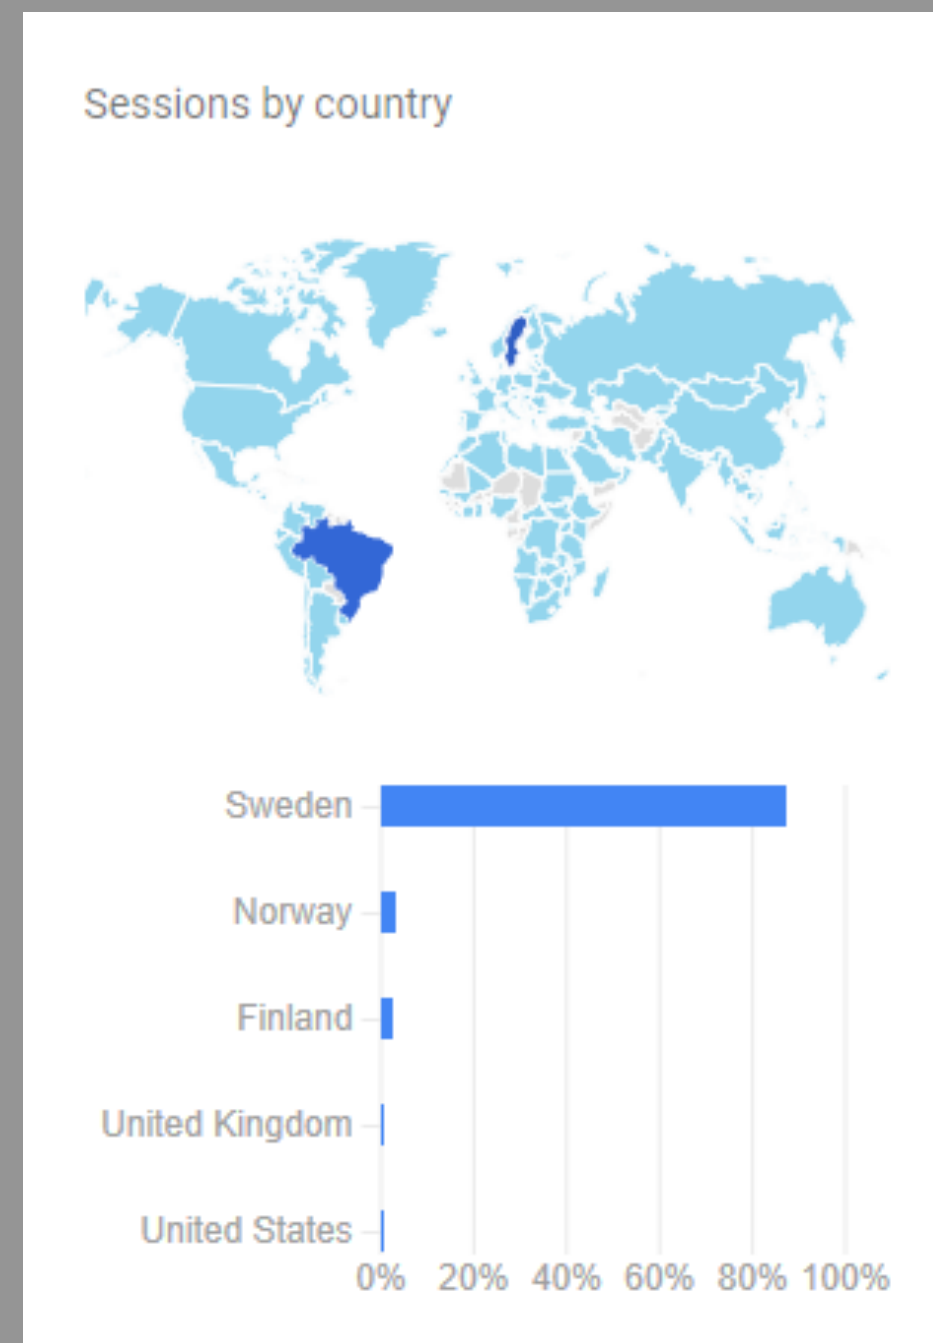 Sessions by country
Sweden
Norway
Finland
United Kingdom
United States
0% 20% 40% 60% 80% 100%